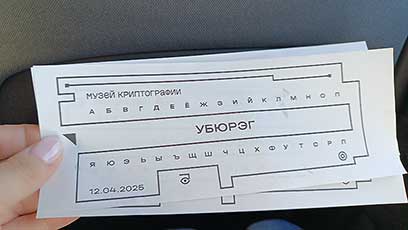 МУЗЕЙ КРИПТОГРАФИИ
А Б В Г Д Е Ё Ж З И Й К Л М Н О П
УБЮРЭГ
Я Ю Э Ь Ы Ъ Щ Ш Ч Ц Х Ф У Т С Р П
12.04.2025